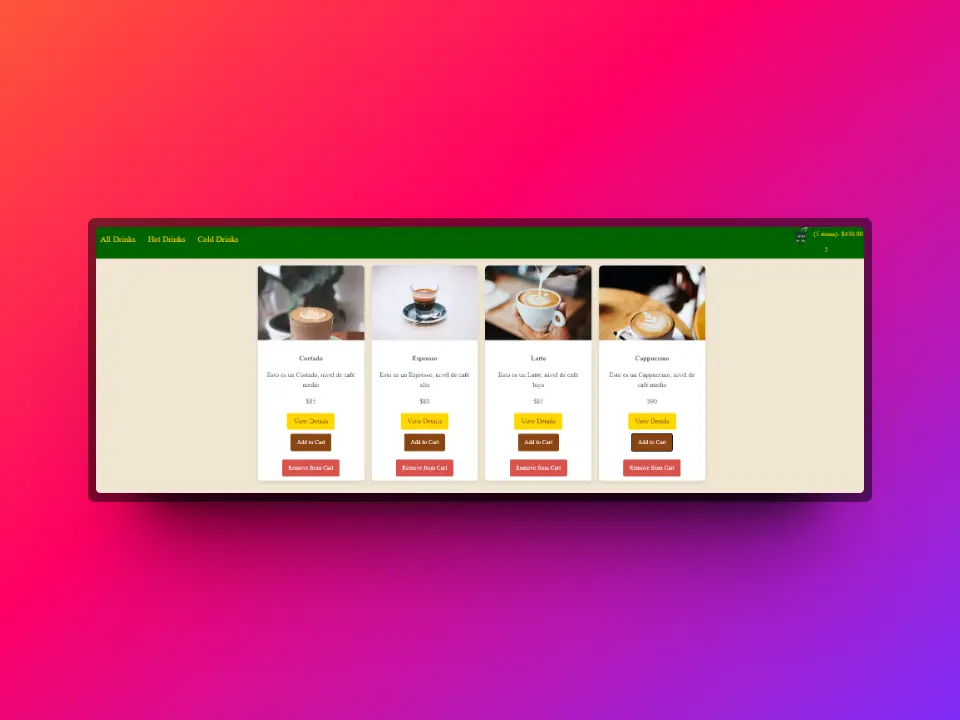 All Drinks Hot Drinks Cold Drinks
(5 items): $430.00
5
Cortado
Esto es un Cortado, nivel de cafe
medio
$85
View Details
Add to Cart
Remove from Cart
Espresso
Esto es un Espresso, nivel de cafe
alto
View Details
Add to Cart
Remove from Cart
Latte
Esto es un Latte, nivel de cafe
bajo
$85
View Details
Add to Cart
Remove from Cart
Cappuccino
Esto es un Cappuccino, nivel de
cafe medio
$90
View Details
Add to Cart
Remove from Cart